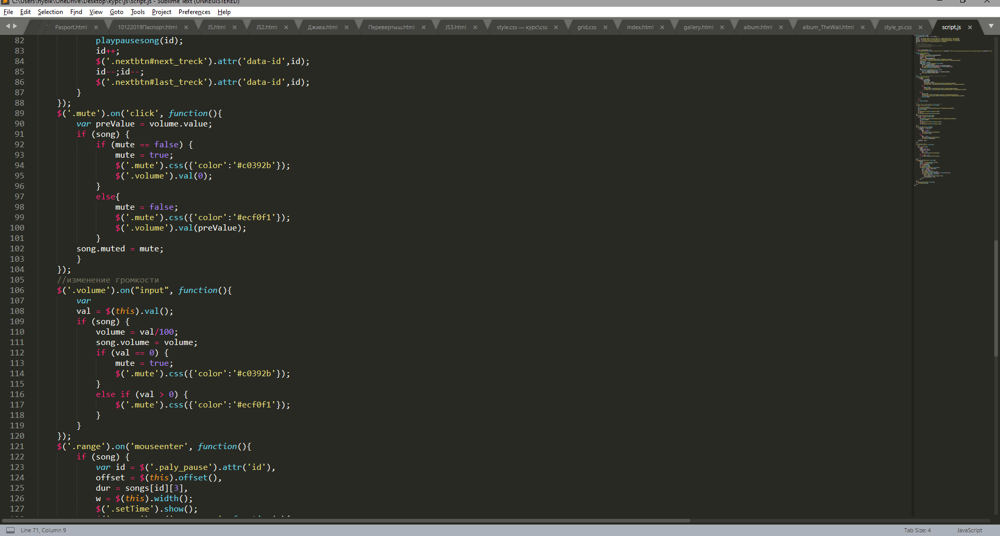 C:\Users\nybik\OneDrive\Desktop\курс\js\script.js - Sublime Text (UNREGISTERED)
File Edit Selection Find View Goto Tools Project Preferences Help
Pasport.html 10122019Паспорт.html JS.html JS2.html Джава.html Перевертыш.html JS3.html style.css — курс\css grid.css Index.html gallery.html album.html album_TheWall.html style_pl.css script.js
82 playpausesong(id);
83 id++;
84 $('.nextbtn#next_treck').attr('data-id',id);
85 id--;id--;
86 $('.nextbtn#last_treck').attr('data-id',id);
87 }
88 });
89 $('.mute').on('click', function(){
90 var preValue = volume.value;
91 if (song) {
92 if (mute == false) {
93 mute = true;
94 $('.mute').css({'color':'#c0392b'});
95 $('.volume').val(0);
96 }
97 else{
98 mute = false;
99 $('.mute').css({'color':'#ecf0f1'});
100 $('.volume').val(preValue);
101 }
102 song.muted = mute;
103 }
104 });
105 //изменение громкости
106 $('.volume').on("input", function(){
107 var
108 val = $(this).val();
109 if (song) {
110 volume = val/100;
111 song.volume = volume;
112 if (val == 0) {
113 mute = true;
114 $('.mute').css({'color':'#c0392b'});
115 }
116 else if (val > 0) {
117 $('.mute').css({'color':'#ecf0f1'});
118 }
119 }
120 });
121 $('.range').on('mouseenter', function(){
122 if (song) {
123 var id = $('.paly_pause').attr('id'),
124 offset = $(this).offset(),
125 dur = songs[id][3],
126 w = $(this).width();
127 $('.setTime').show();
Line 71, Column 9 Tab Size: 4 JavaScript